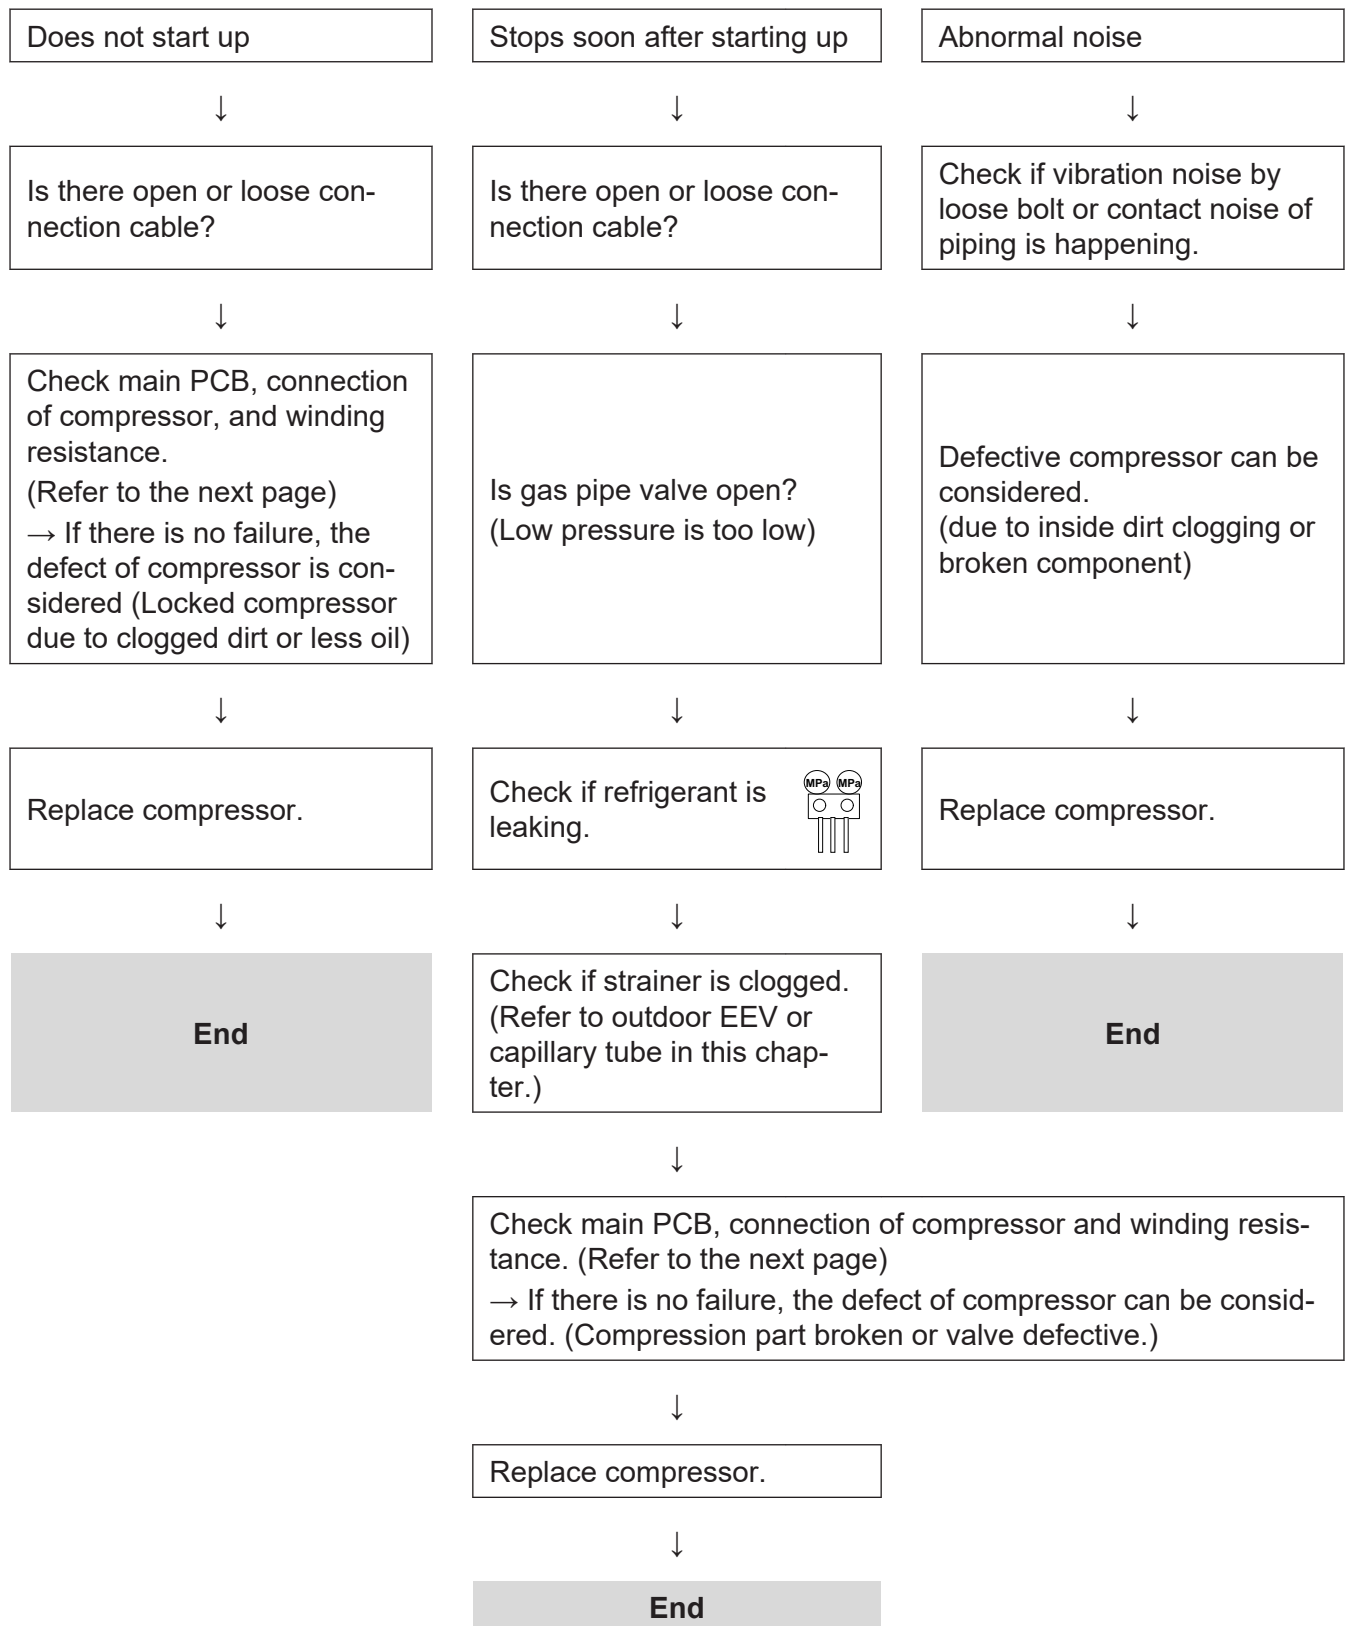 Does not start up
↓
Is there open or loose con-
nection cable?
↓
Check main PCB, connection
of compressor, and winding
resistance.
(Refer to the next page)
→ If there is no failure, the
defect of compressor is con-
sidered (Locked compressor
due to clogged dirt or less oil)
↓
Replace compressor.
↓
End
Stops soon after starting up
↓
Is there open or loose con-
nection cable?
↓
Is gas pipe valve open?
(Low pressure is too low)
↓
Check if refrigerant is
leaking.
MPa MPa
↓
Check if strainer is clogged.
(Refer to outdoor EEV or
capillary tube in this chap-
ter.)
↓
Check main PCB, connection of compressor and winding resis-
tance. (Refer to the next page)
→ If there is no failure, the defect of compressor can be consid-
ered. (Compression part broken or valve defective.)
↓
Replace compressor.
↓
End
Abnormal noise
↓
Check if vibration noise by
loose bolt or contact noise of
piping is happening.
↓
Defective compressor can be
considered.
(due to inside dirt clogging or
broken component)
↓
Replace compressor.
↓
End